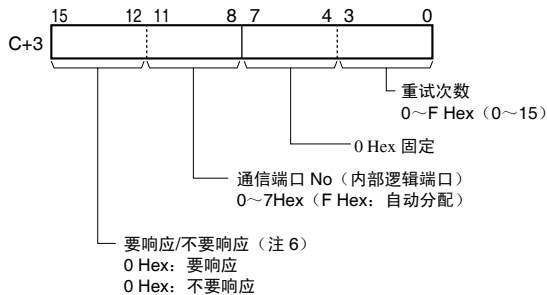 15 12 11 8 7 4 3 0
C+3
重试次数
0～F Hex（0～15）
0 Hex 固定
通信端口 No（内部逻辑端口）
0～7Hex（F Hex：自动分配）
要响应/不要响应（注 6）
0 Hex：要响应
0 Hex：不要响应